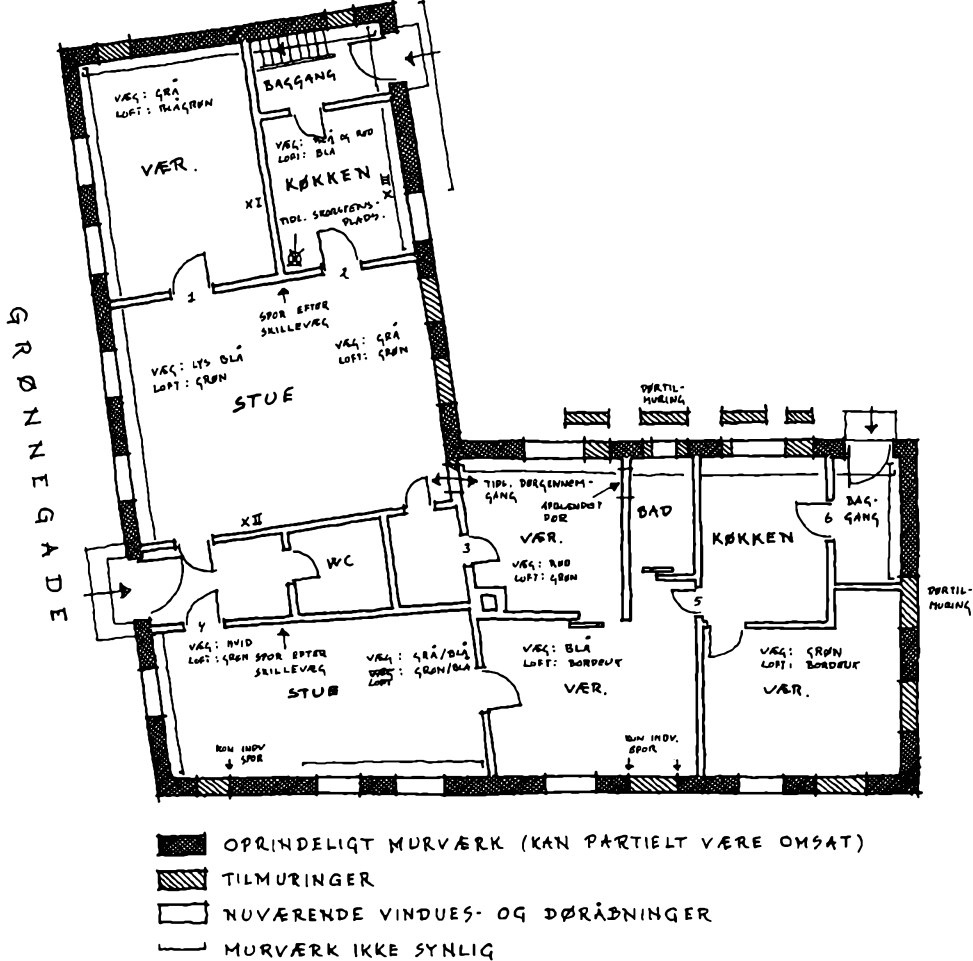 BAGGANG
VÆG: GRÅ
LOFT: BLÅGRØN
VÆR.
VÆG: BLÅ OG RØD
LOFT: BLÅ
KØKKEN
XI
X
TIDL. SKORSTENS-
PLADS.
1
2
SPOR EFTER
SKILLEVÆG
VÆG: GRÅ
LOFT: GRØN
VÆG: LYS BLÅ
LOFT: GRØN
STUE
GRØNNEGADE
DØRTIL-
MURING
TIDL. DØRGENNEM-
GANG
AFBLENDET
DØR
XII
WC
3
VÆR.
VÆG: RØD
LOFT: GRØN
BAD
KØKKEN
6
BAG-
GANG
5
DØRTIL-
MURING
4
VÆG: HVID
LOFT: GRØN
SPOR EFTER
SKILLEVÆG
VÆG: GRÅ/BLÅ
LOFT: GRØN/BLÅ
STUE
VÆG: BLÅ
LOFT: BORDEUX
VÆR.
VÆG: GRØN
LOFT: BORDEUX
VÆR.
KUN INDV.
SPOR
KUN INDV.
SPOR
OPRINDELIGT MURVÆRK (KAN PARTIELT VÆRE OMSAT)
TILMURINGER
NUVÆRENDE VINDUES- OG DØRÅBNINGER
MURVÆRK IKKE SYNLIG